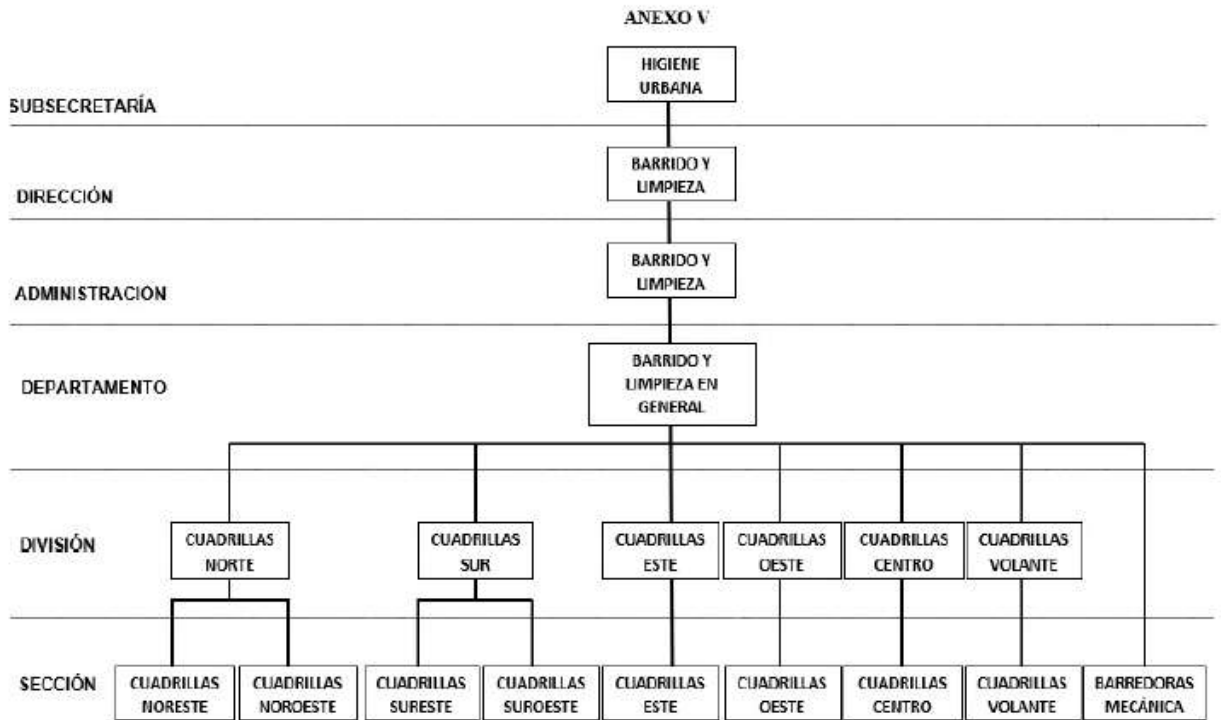 ANEXO V
HIGIENE
URBANA
SUBSECRETARÍA
BARRIDO Y
LIMPIEZA
DIRECCIÓN
BARRIDO Y
LIMPIEZA
ADMINISTRACION
BARRIDO Y
LIMPIEZA EN
GENERAL
DEPARTAMENTO
DIVISIÓN
CUADRILLAS
NORTE
CUADRILLAS
SUR
CUADRILLAS
ESTE
CUADRILLAS
OESTE
CUADRILLAS
CENTRO
CUADRILLAS
VOLANTE
SECCIÓN
CUADRILLAS
NORESTE
CUADRILLAS
NOROESTE
CUADRILLAS
SURESTE
CUADRILLAS
SUROESTE
CUADRILLAS
ESTE
CUADRILLAS
OESTE
CUADRILLAS
CENTRO
CUADRILLAS
VOLANTE
BARREDORAS
MECÁNICA